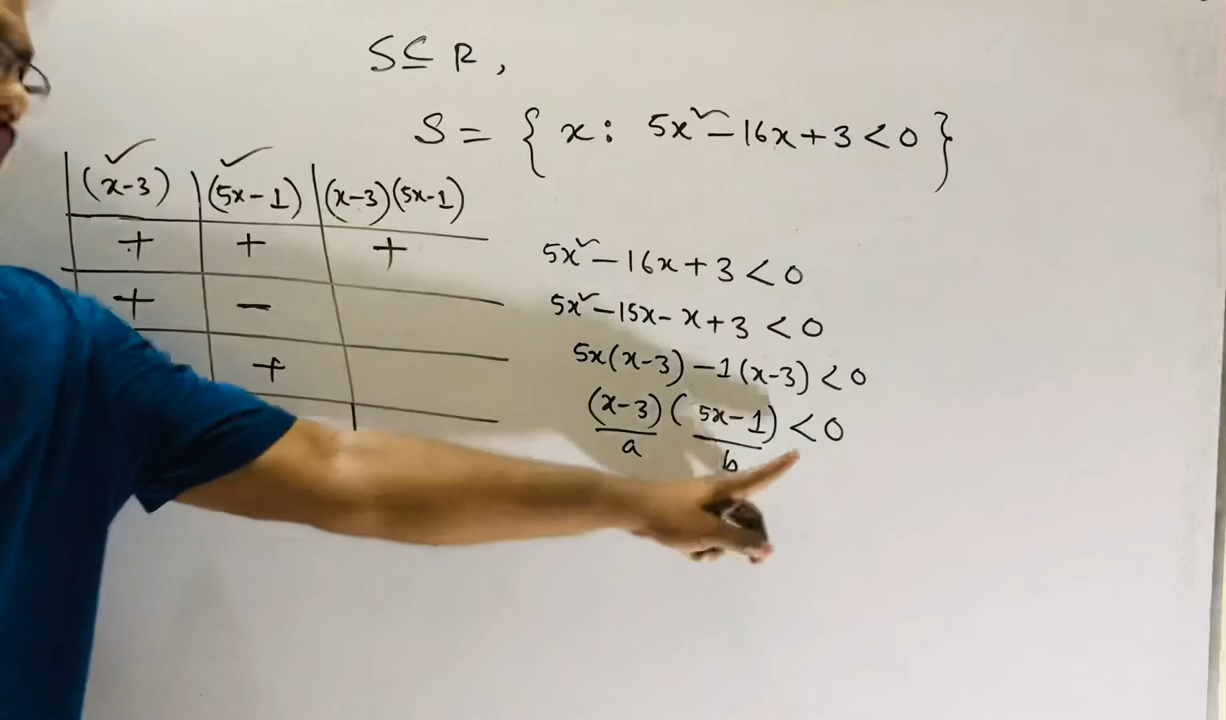 S ⊆ R,
S = { x : 5x² - 16x + 3 < 0 }
(x-3) | (5x-1) | (x-3)(5x-1)
+ | + | +
+ | -
+
5x² - 16x + 3 < 0
5x² - 15x - x + 3 < 0
5x(x-3) - 1(x-3) < 0
(x-3)(5x-1) < 0
a b